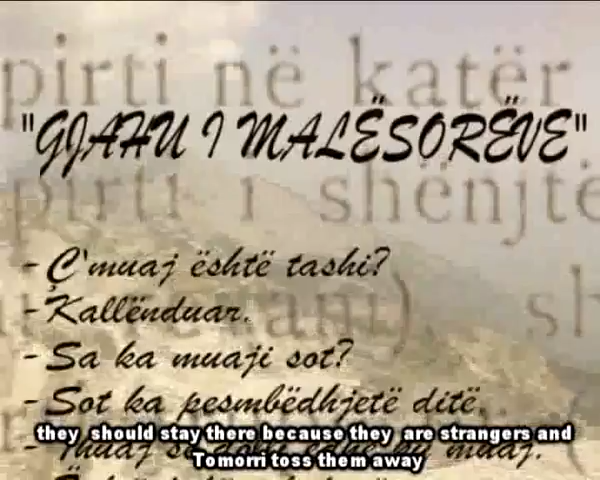 pirti në katër
"GJAHU I MALËSORËVE"
pirti i shënjtë
- Ç'muaj është tashi?
- Kallënduar.
- Sa ka muaji sot?
- Sot ka pesmbëdhjetë ditë.
they should stay there because they are strangers and
Tomorri toss them away